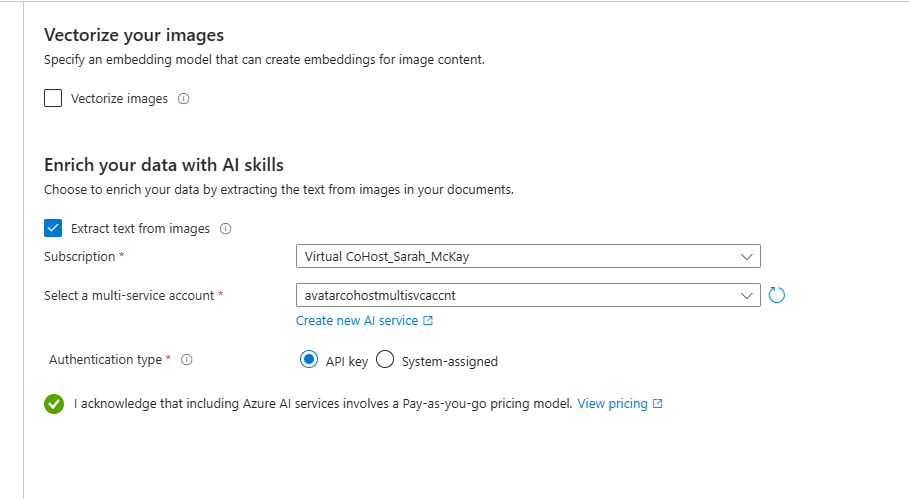 Vectorize your images
Specify an embedding model that can create embeddings for image content.
Vectorize images
Enrich your data with AI skills
Choose to enrich your data by extracting the text from images in your documents.
Extract text from images
Subscription * Virtual CoHost_Sarah_McKay
Select a multi-service account * avatarcohostmultisvcaccnt
Create new AI service
Authentication type * API key System-assigned
I acknowledge that including Azure AI services involves a Pay-as-you-go pricing model. View pricing